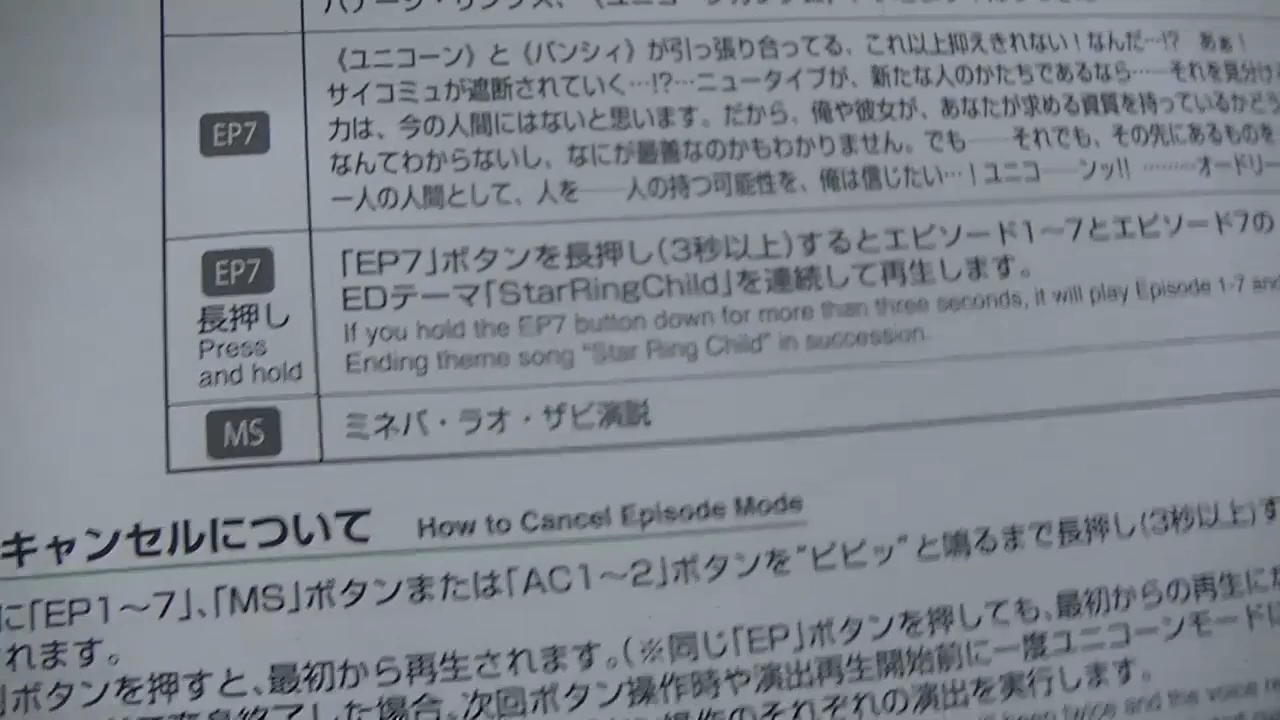 EP7
〈ユニコーン〉と〈バンシィ〉が引っ張り合ってる、これ以上抑えきれない!なんだ…!? あぁ!
サイコミュが遮断されていく…!?…ニュータイプが、新たな人のかたちであるなら……それを見分け
力は、今の人間にはないと思います。だから、俺や彼女が、あなたが求める資質を持っているかどう
なんてわからないし、なにが最善なのかもわかりません。でも――それでも、その先にあるものを
一人の人間として、人を――人の持つ可能性を、俺は信じたい…!ユニコ――ンッ!! ………オードリー
EP7
長押し
Press
and hold
「EP7」ボタンを長押し(3秒以上)するとエピソード1〜7とエピソード7の
EDテーマ「StarRingChild」を連続して再生します。
If you hold the EP7 button down for more than three seconds, it will play Episode 1-7 and
Ending theme song "Star Ring Child" in succession.
MS
ミネバ・ラオ・ザビ演説
キャンセルについて How to Cancel Episode Mode
に「EP1〜7」、「MS」ボタンまたは「AC1〜2」ボタンを"ピピッ"と鳴るまで長押し(3秒以上)す
れます。
ボタンを押すと、最初から再生されます。(※同じ「EP」ボタンを押しても、最初からの再生に
した場合、次回ボタン操作時や演出再生開始前に一度ユニコーンモードに
操作のそれぞれの演出を実行します。
twice and the voice